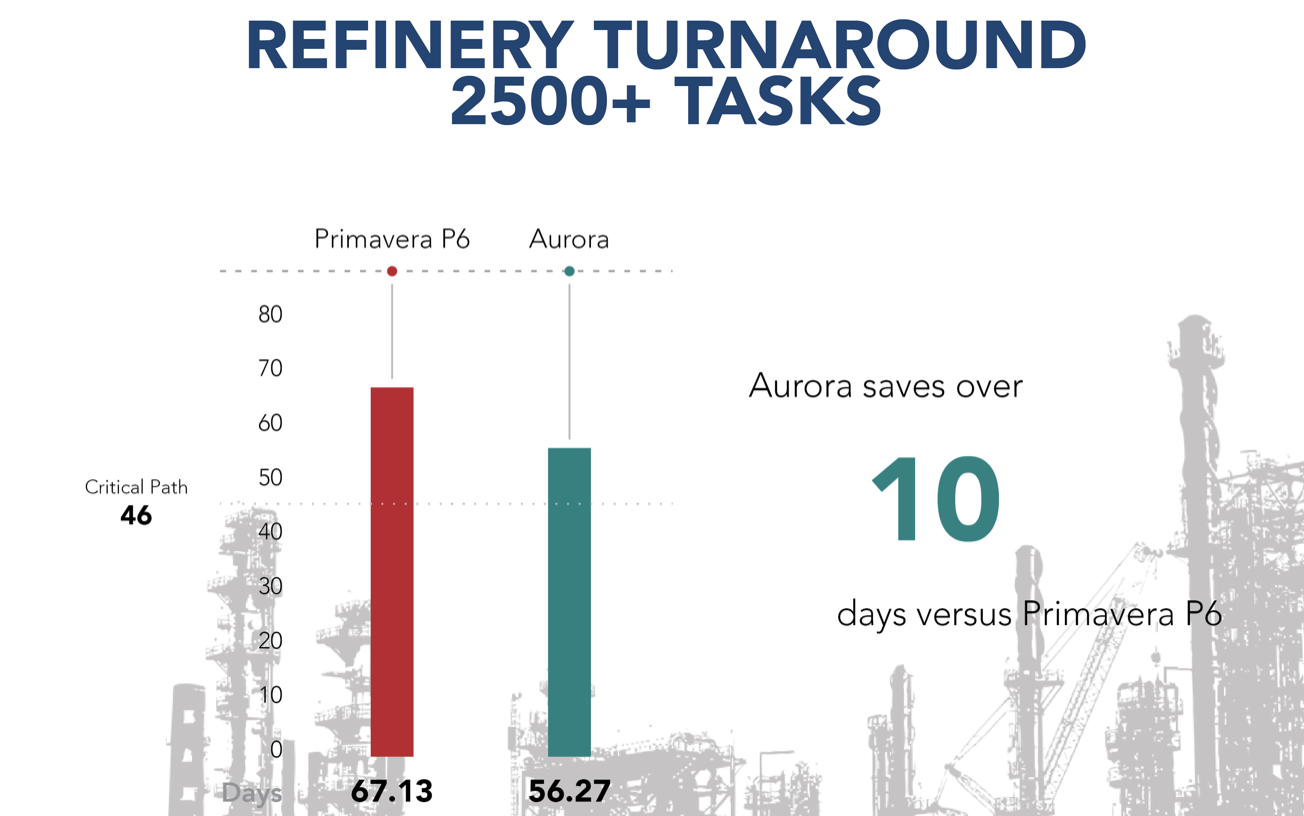 REFINERY TURNAROUND
2500+ TASKS
Primavera P6 Aurora
80
70
60
50
Critical Path
46
40
30
20
10
0
Days 67.13 56.27
Aurora saves over
10
days versus Primavera P6